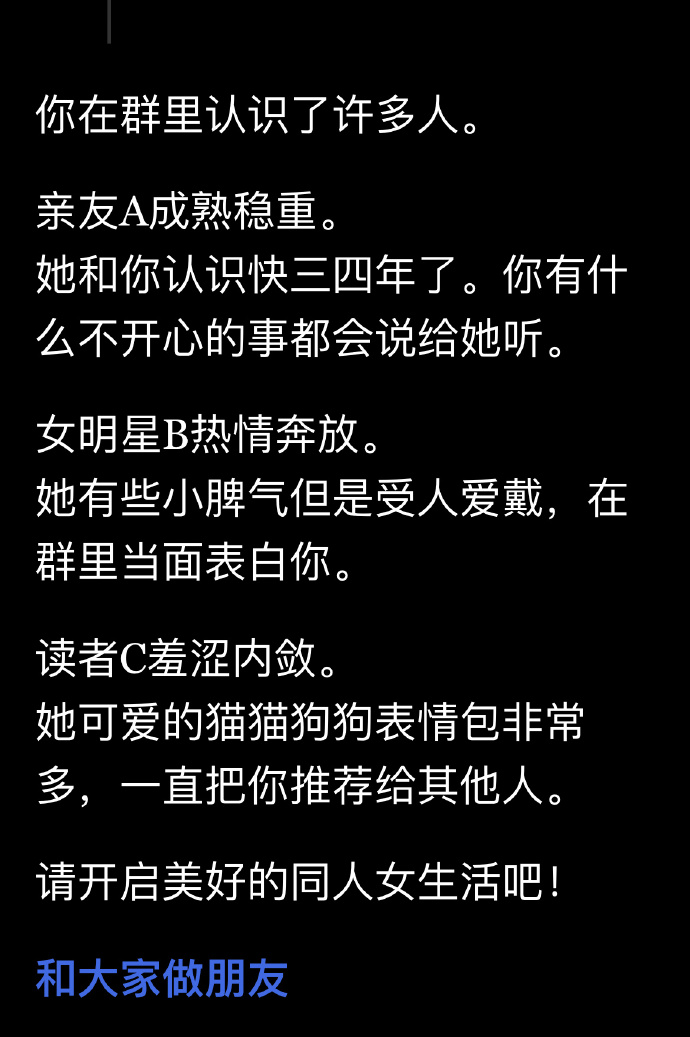 你在群里认识了许多人。
亲友A成熟稳重。
她和你认识快三四年了。你有什
么不开心的事都会说给她听。
女明星B热情奔放。
她有些小脾气但是受人爱戴，在
群里当面表白你。
读者C羞涩内敛。
她可爱的猫猫狗狗表情包非常
多，一直把你推荐给其他人。
请开启美好的同人女生活吧！
和大家做朋友